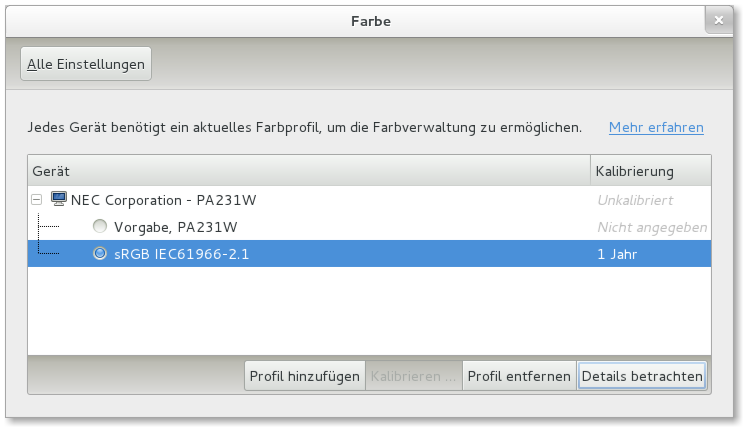 Farbe
Alle Einstellungen
Jedes Gerät benötigt ein aktuelles Farbprofil, um die Farbverwaltung zu ermöglichen. Mehr erfahren
Gerät Kalibrierung
NEC Corporation - PA231W Unkalibriert
Vorgabe, PA231W Nicht angegeben
sRGB IEC61966-2.1 1 Jahr
Profil hinzufügen Kalibrieren ... Profil entfernen Details betrachten